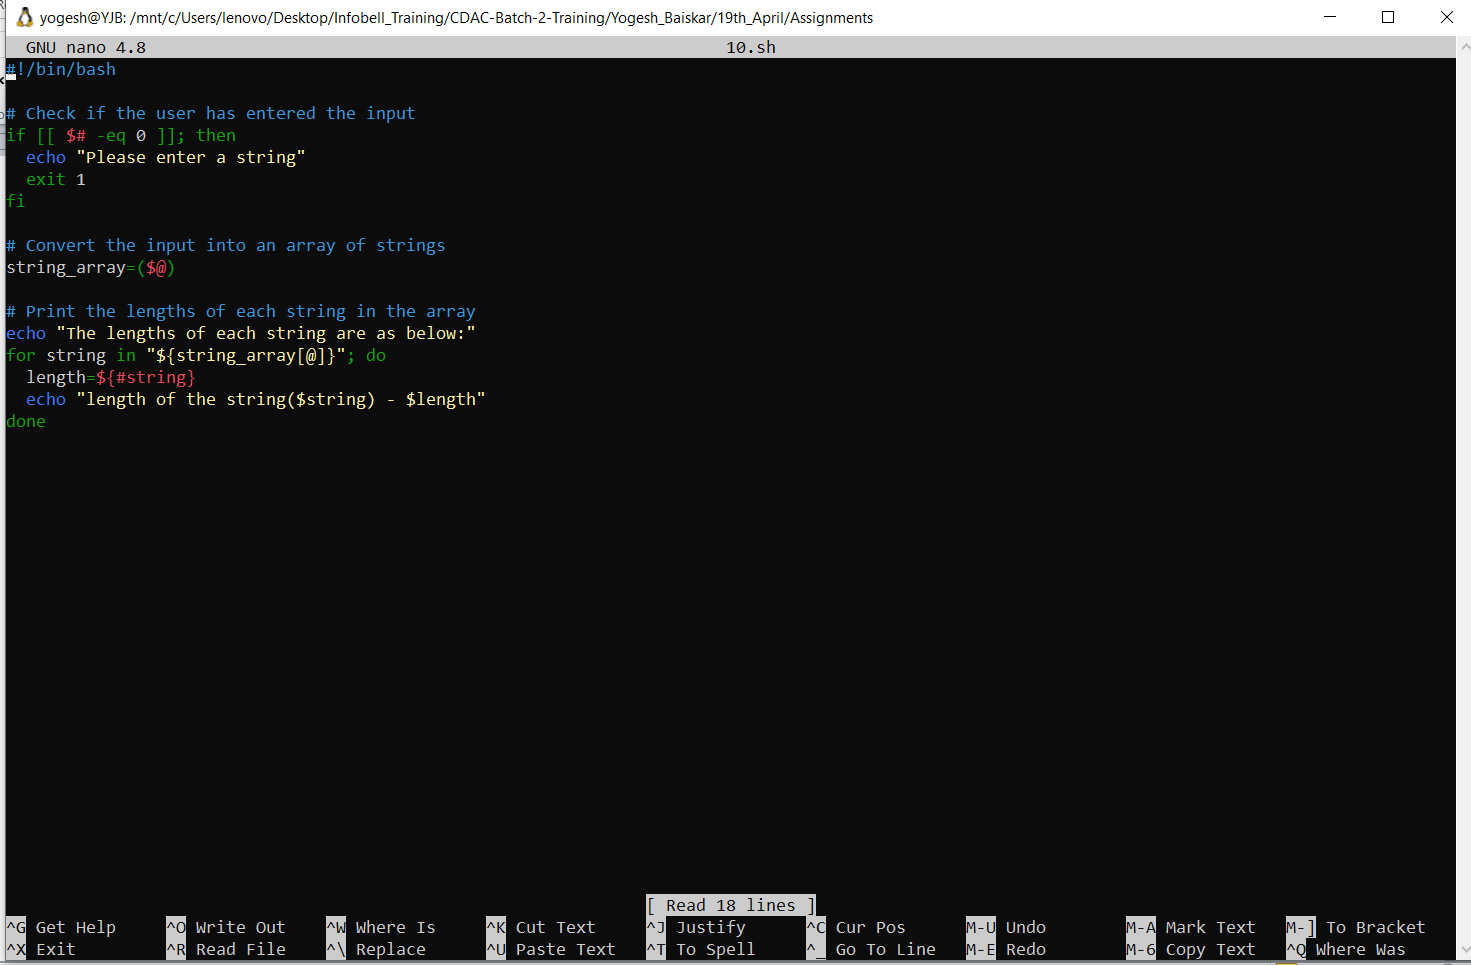 yogesh@YJB: /mnt/c/Users/lenovo/Desktop/Infobell_Training/CDAC-Batch-2-Training/Yogesh_Baiskar/19th_April/Assignments
GNU nano 4.8 10.sh
#!/bin/bash

# Check if the user has entered the input
if [[ $# -eq 0 ]]; then
  echo "Please enter a string"
  exit 1
fi

# Convert the input into an array of strings
string_array=($@)

# Print the lengths of each string in the array
echo "The lengths of each string are as below:"
for string in "${string_array[@]}"; do
  length=${#string}
  echo "length of the string($string) - $length"
done
[ Read 18 lines ]
^G Get Help ^O Write Out ^W Where Is ^K Cut Text ^J Justify ^C Cur Pos M-U Undo M-A Mark Text M-] To Bracket
^X Exit ^R Read File ^\ Replace ^U Paste Text ^T To Spell ^_ Go To Line M-E Redo M-6 Copy Text ^Q Where Was